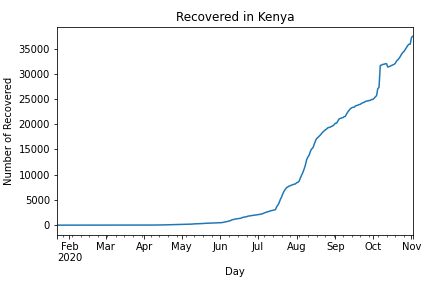 Recovered in Kenya
Number of Recovered
35000
30000
25000
20000
15000
10000
5000
0
Feb Mar Apr May Jun Jul Aug Sep Oct Nov
2020
Day